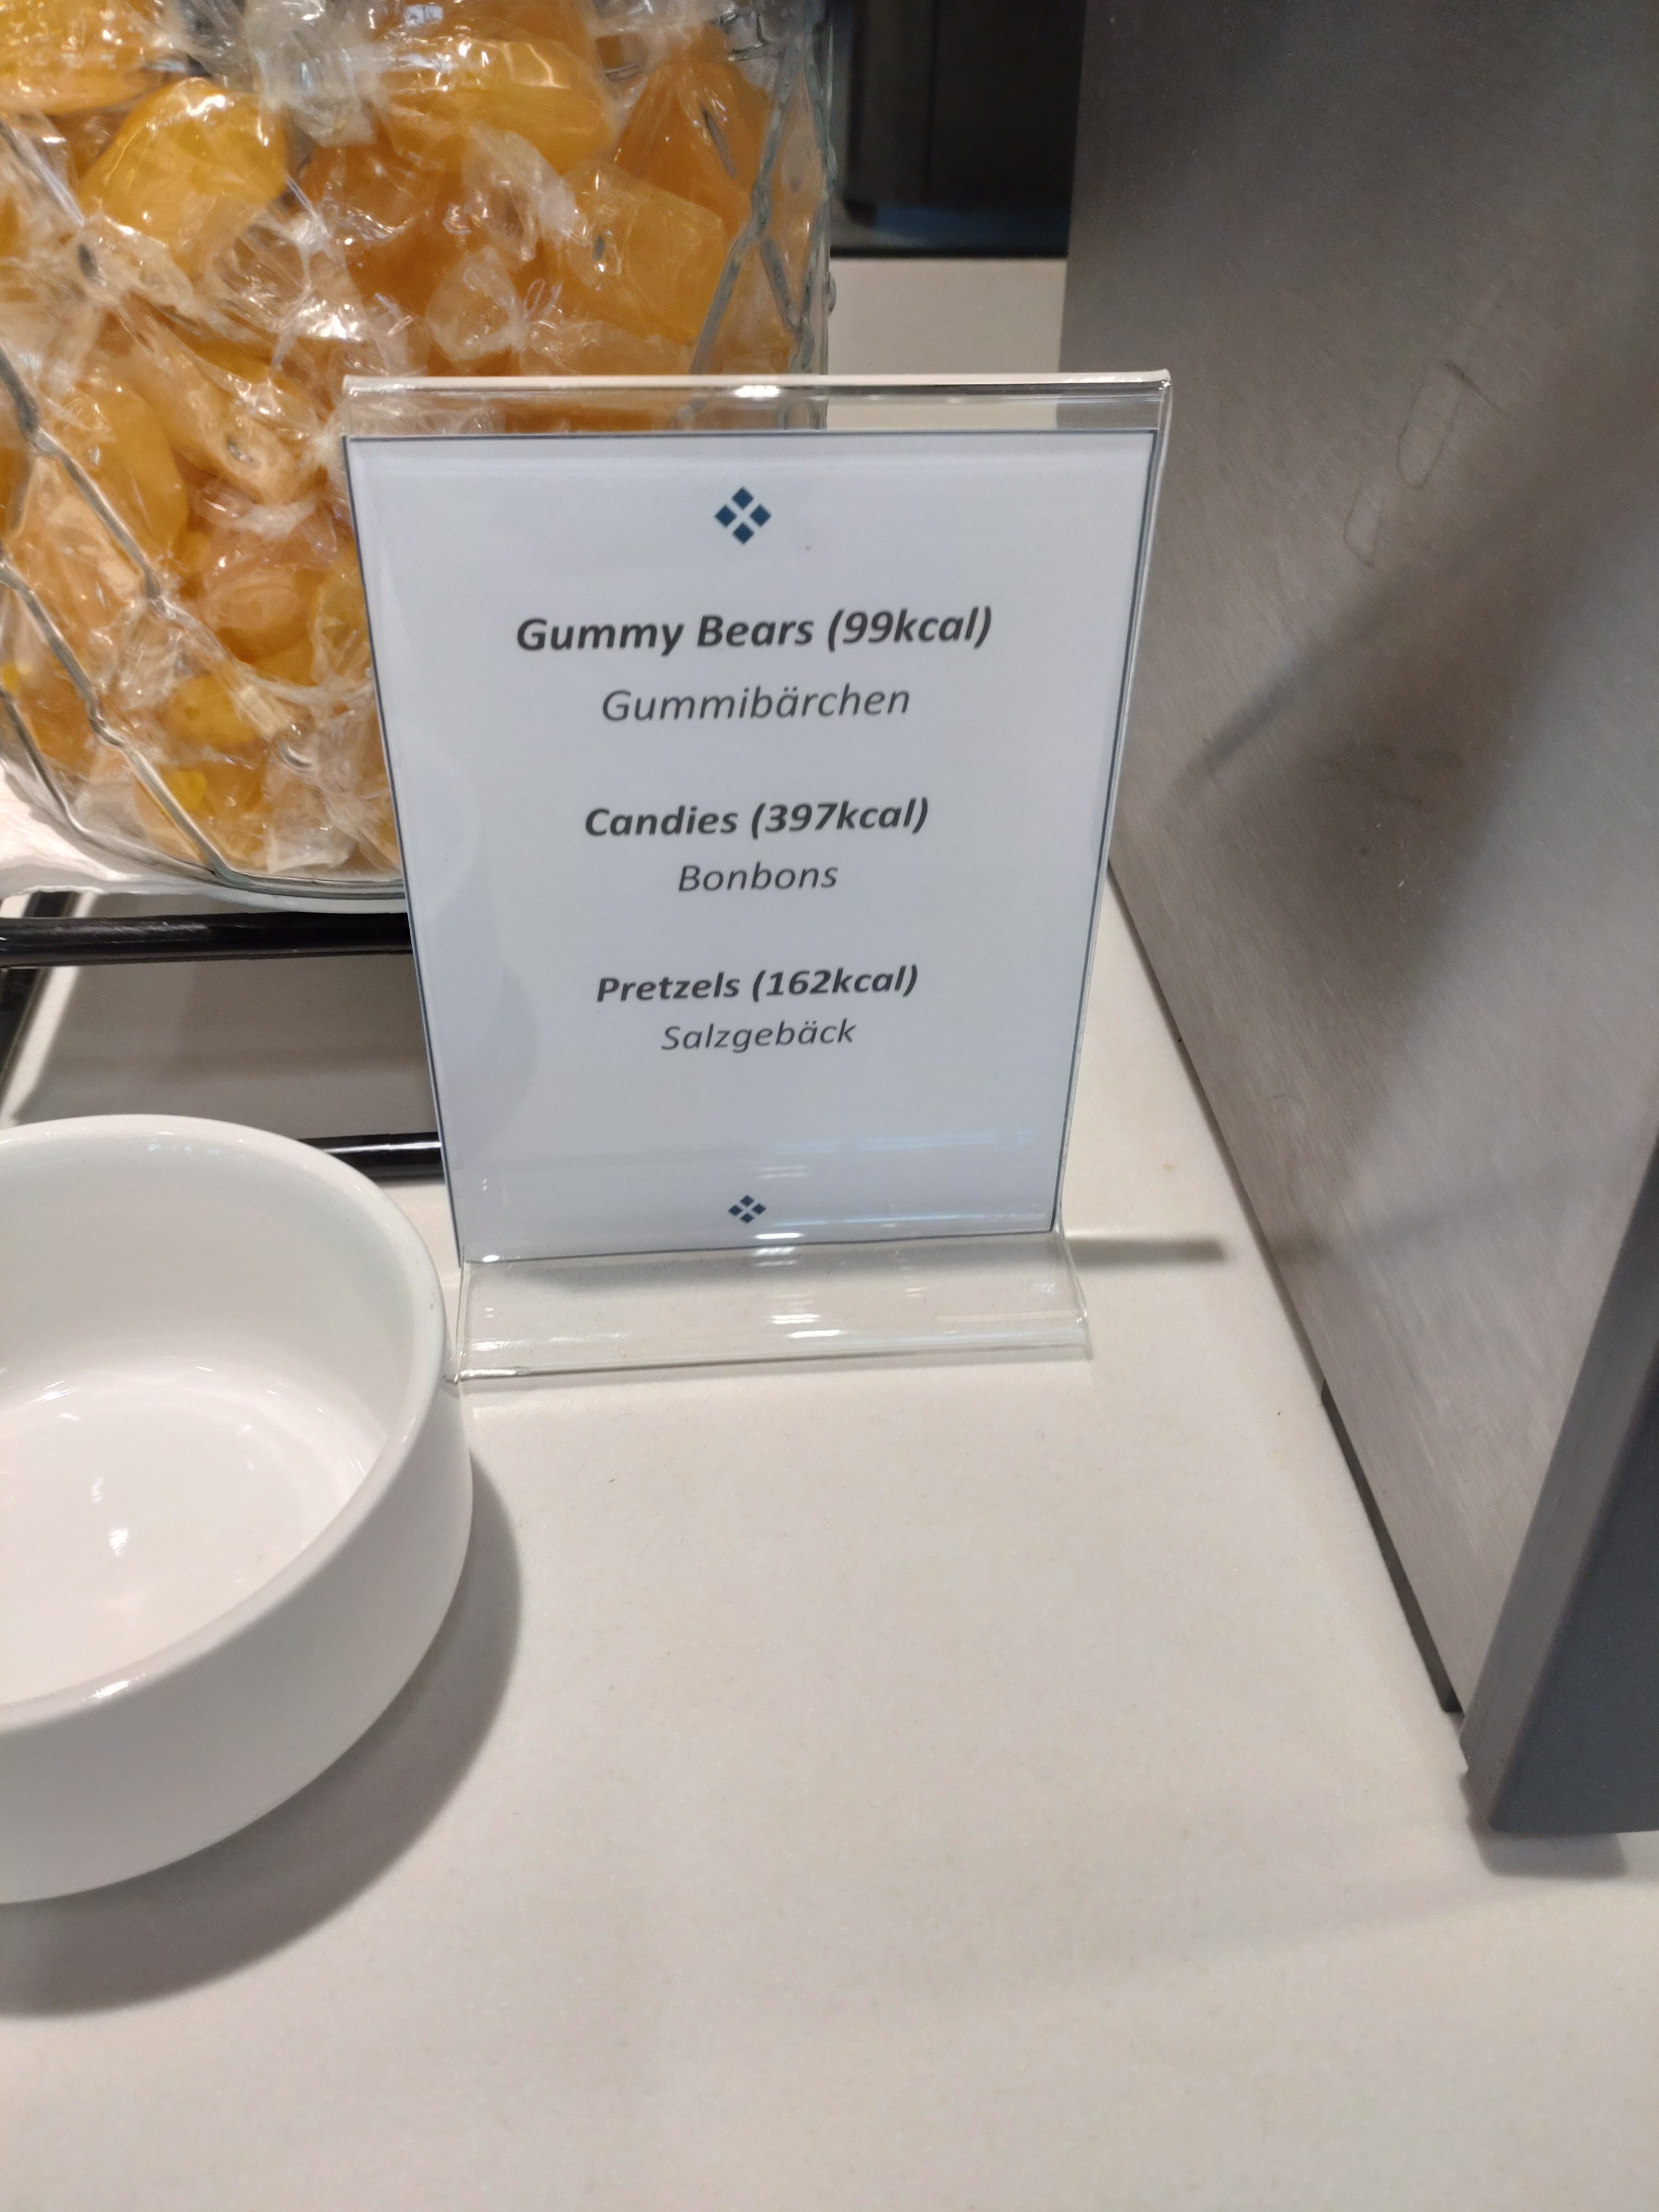 Gummy Bears (99kcal)
Gummibärchen
Candies (397kcal)
Bonbons
Pretzels (162kcal)
Salzgebäck